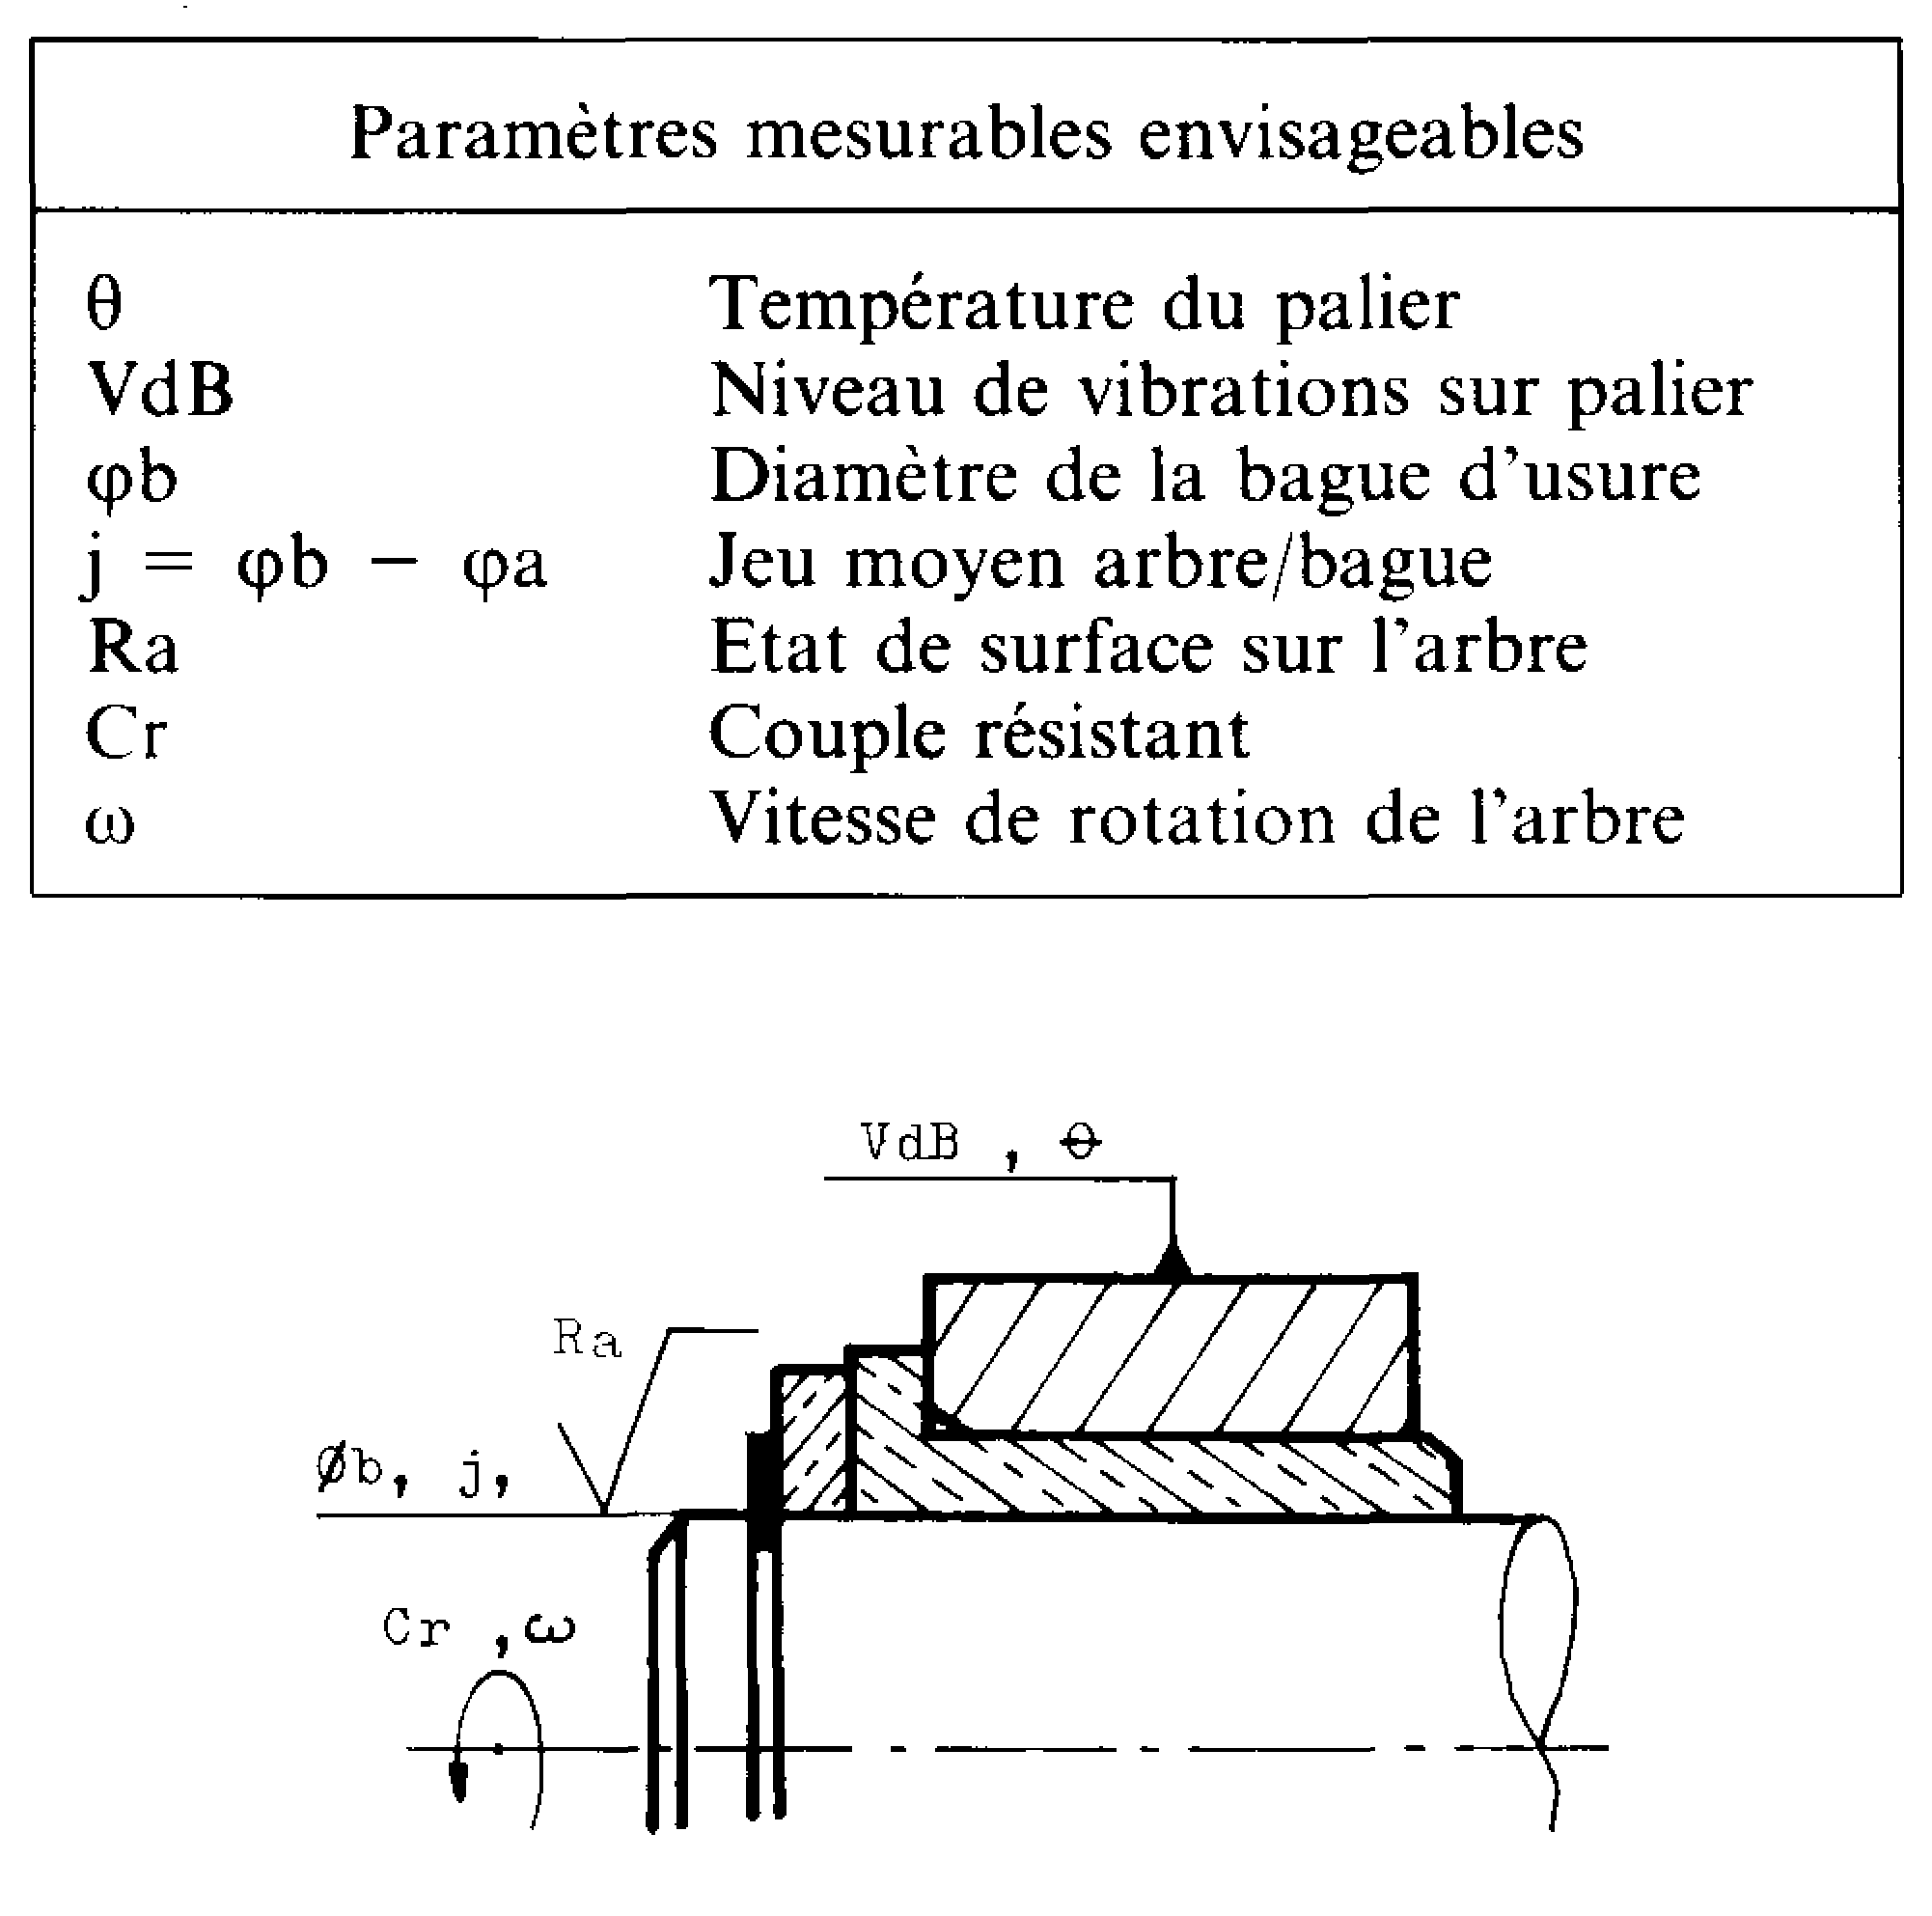 Paramètres mesurables envisageables
θ Température du palier
VdB Niveau de vibrations sur palier
φb Diamètre de la bague d'usure
j = φb − φa Jeu moyen arbre/bague
Ra Etat de surface sur l'arbre
Cr Couple résistant
ω Vitesse de rotation de l'arbre
VdB , θ
Ra
Øb, j,
Cr , ω